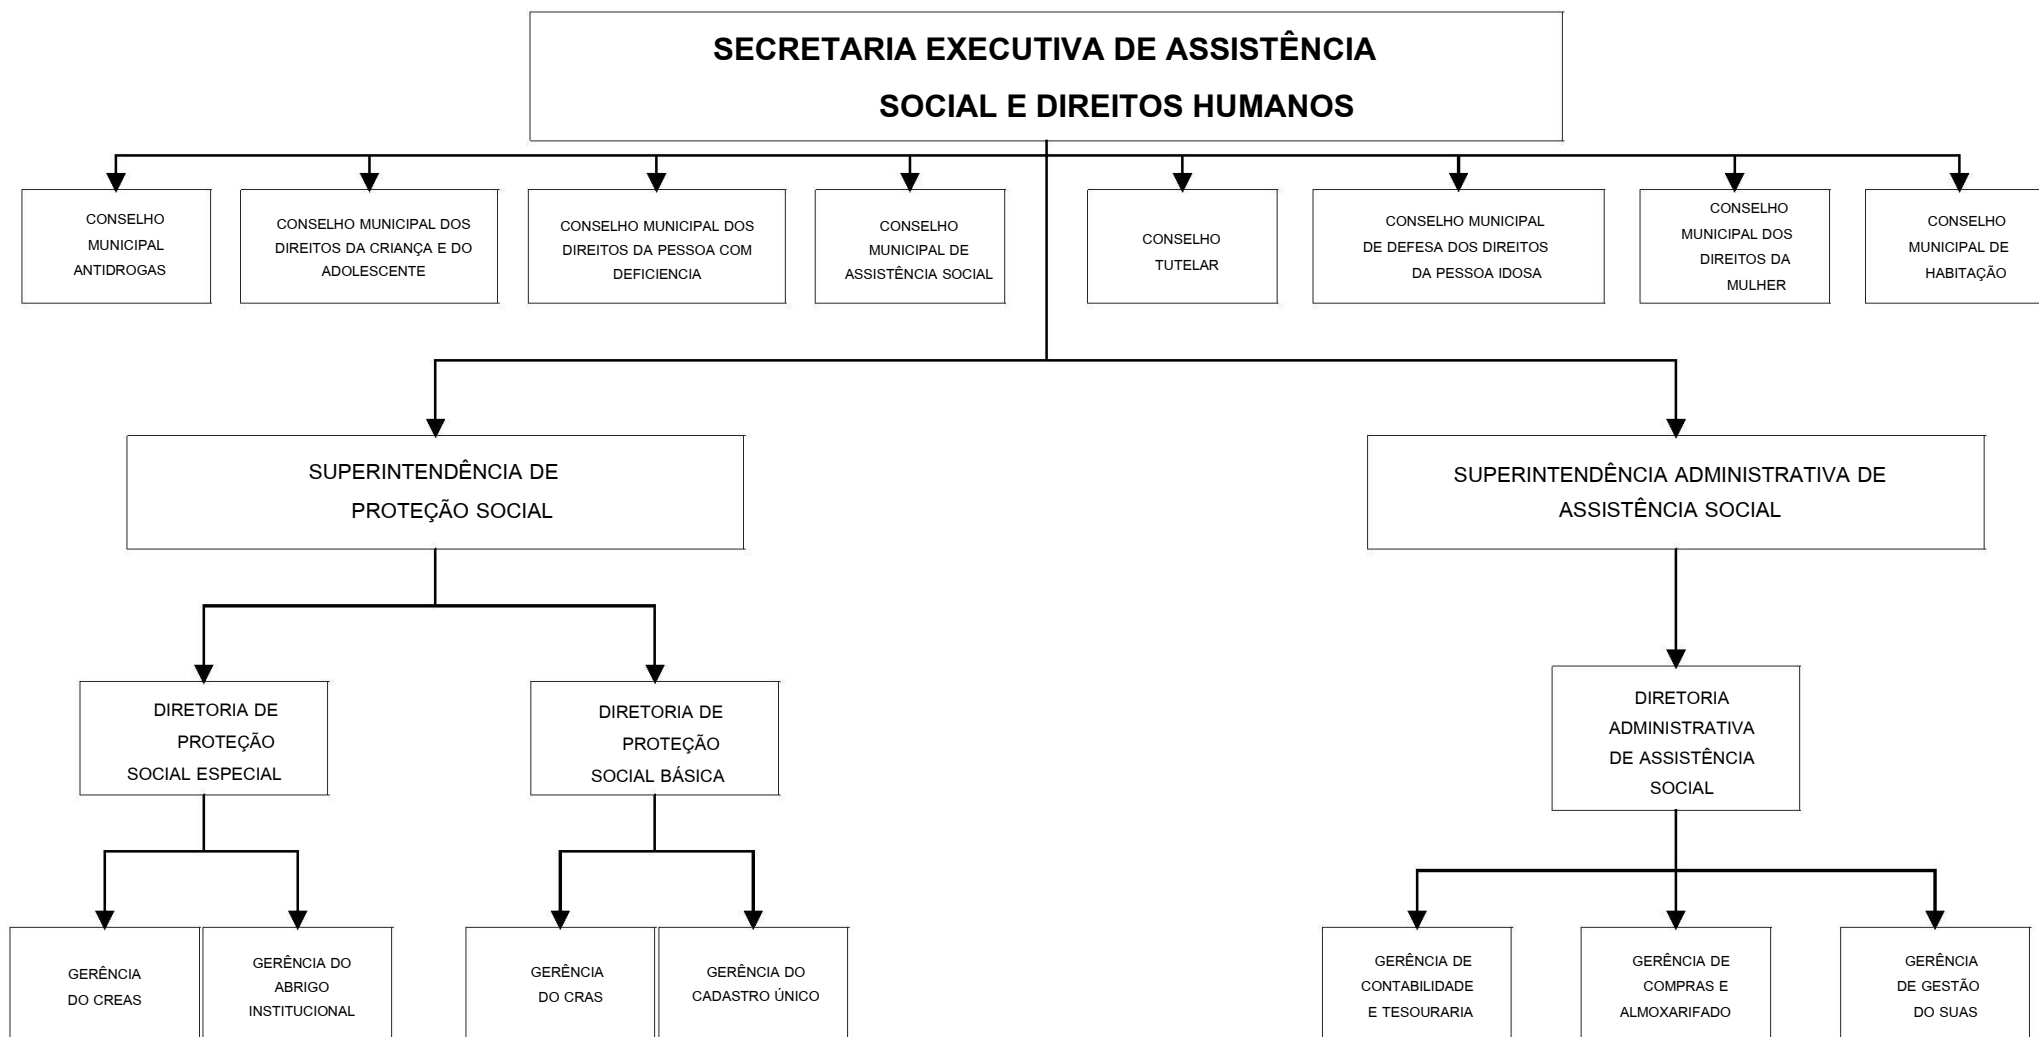 SECRETARIA EXECUTIVA DE ASSISTÊNCIA
SOCIAL E DIREITOS HUMANOS
CONSELHO
MUNICIPAL
ANTIDROGAS
CONSELHO MUNICIPAL DOS
DIREITOS DA CRIANÇA E DO
ADOLESCENTE
CONSELHO MUNICIPAL DOS
DIREITOS DA PESSOA COM
DEFICIENCIA
CONSELHO
MUNICIPAL DE
ASSISTÊNCIA SOCIAL
CONSELHO
TUTELAR
CONSELHO MUNICIPAL
DE DEFESA DOS DIREITOS
DA PESSOA IDOSA
CONSELHO
MUNICIPAL DOS
DIREITOS DA
MULHER
CONSELHO
MUNICIPAL DE
HABITAÇÃO
SUPERINTENDÊNCIA DE
PROTEÇÃO SOCIAL
SUPERINTENDÊNCIA ADMINISTRATIVA DE
ASSISTÊNCIA SOCIAL
DIRETORIA DE
PROTEÇÃO
SOCIAL ESPECIAL
DIRETORIA DE
PROTEÇÃO
SOCIAL BÁSICA
DIRETORIA
ADMINISTRATIVA
DE ASSISTÊNCIA
SOCIAL
GERÊNCIA
DO CREAS
GERÊNCIA DO
ABRIGO
INSTITUCIONAL
GERÊNCIA
DO CRAS
GERÊNCIA DO
CADASTRO ÚNICO
GERÊNCIA DE
CONTABILIDADE
E TESOURARIA
GERÊNCIA DE
COMPRAS E
ALMOXARIFADO
GERÊNCIA
DE GESTÃO
DO SUAS